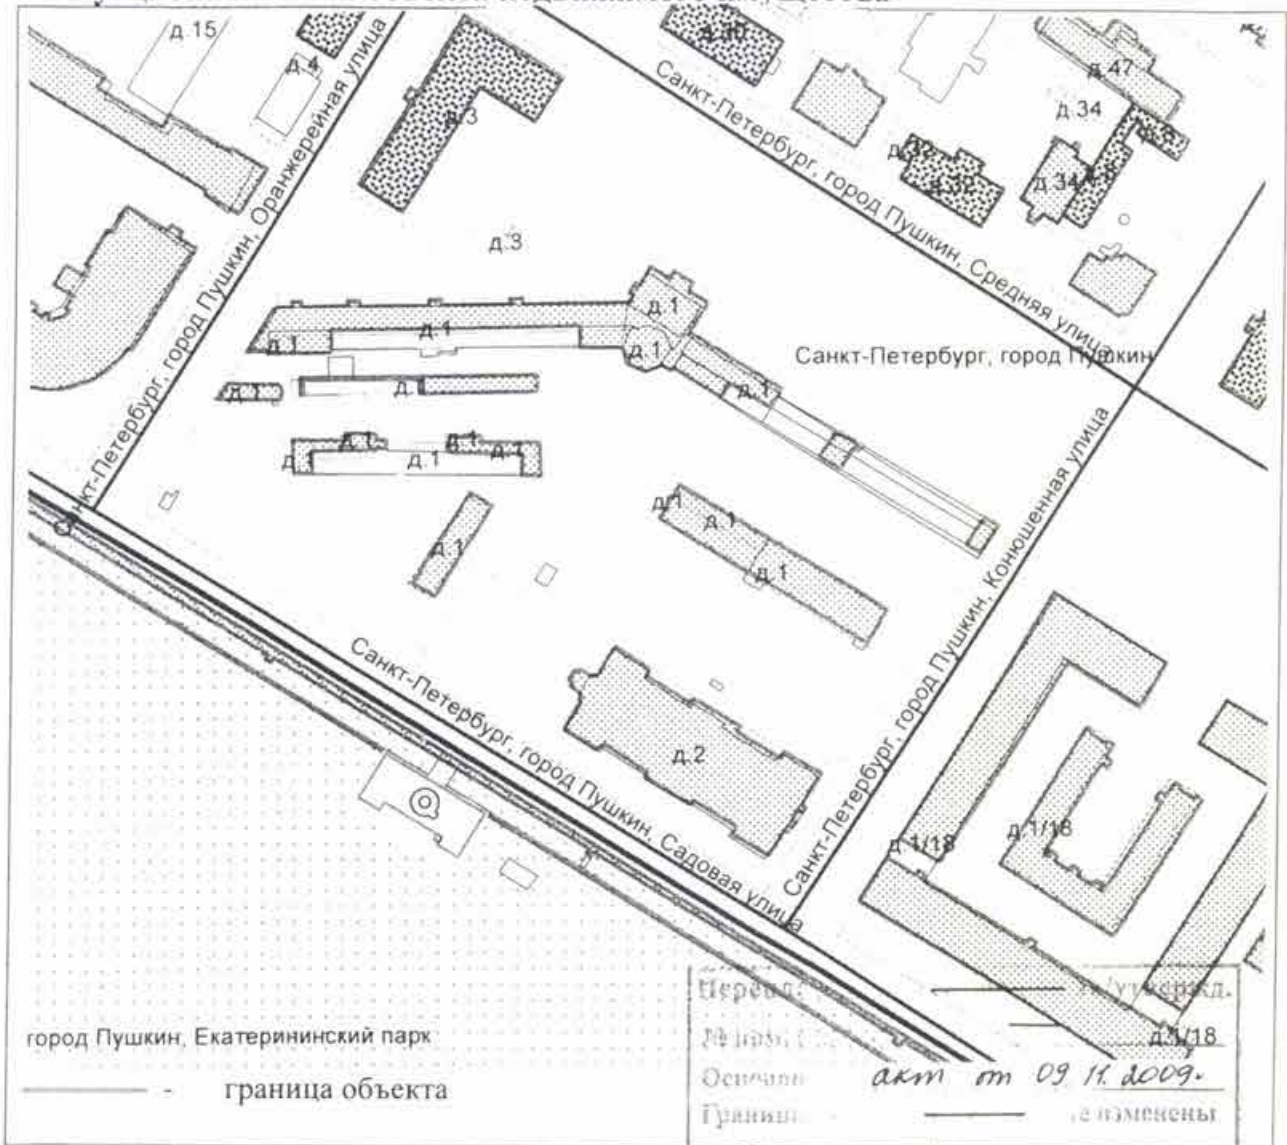 д.15
д.4
Санкт-Петербург, город Пушкин, Оранжерейная улица
д.3
д.3
д.30
Санкт-Петербург, город Пушкин, Средняя улица
д.47
д.34
д.32
д.32
д.34
д.1
д.1
д.1
д.1
д.1
Санкт-Петербург, город Пушкин
д.1
д.
д.1
д.1
д.1
д.1
д.1
д.1
д.1
д.1
д.1
Санкт-Петербург, город Пушкин, Конюшенная улица
Санкт-Петербург, город Пушкин, Садовая улица
д.2
д.1/18
д.1/18
д.1/18
город Пушкин, Екатерининский парк
- граница объекта
акт от 09 11. 2009.